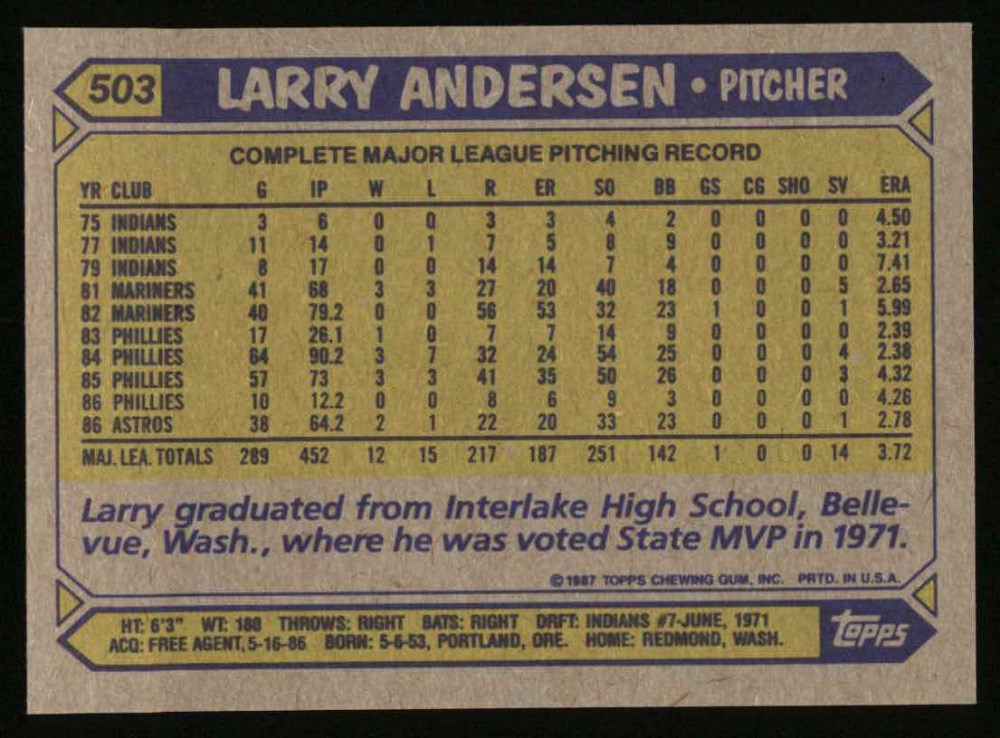 503 LARRY ANDERSEN • PITCHER
COMPLETE MAJOR LEAGUE PITCHING RECORD
YR CLUB G IP W L R ER SO BB GS CG SHO SV ERA
75 INDIANS 3 6 0 0 3 3 4 2 0 0 0 0 4.50
77 INDIANS 11 14 0 1 7 5 8 9 0 0 0 0 3.21
79 INDIANS 8 17 0 0 14 14 7 4 0 0 0 0 7.41
81 MARINERS 41 68 3 3 27 20 40 18 0 0 0 5 2.65
82 MARINERS 40 79.2 0 0 56 53 32 23 1 0 0 1 5.99
83 PHILLIES 17 26.1 1 0 7 7 14 9 0 0 0 0 2.39
84 PHILLIES 64 90.2 3 7 32 24 54 25 0 0 0 4 2.38
85 PHILLIES 57 73 3 3 41 35 50 26 0 0 0 3 4.32
86 PHILLIES 10 12.2 0 0 8 6 9 3 0 0 0 0 4.26
86 ASTROS 38 64.2 2 1 22 20 33 23 0 0 0 1 2.78
MAJ. LEA. TOTALS 289 452 12 15 217 187 251 142 1 0 0 14 3.72
Larry graduated from Interlake High School, Belle-
vue, Wash., where he was voted State MVP in 1971.
© 1987 TOPPS CHEWING GUM, INC. PRTD. IN U.S.A.
HT: 6'3" WT: 180 THROWS: RIGHT BATS: RIGHT DRFT: INDIANS #7-JUNE, 1971
ACQ: FREE AGENT, 5-16-86 BORN: 5-6-53, PORTLAND, ORE. HOME: REDMOND, WASH.
topps